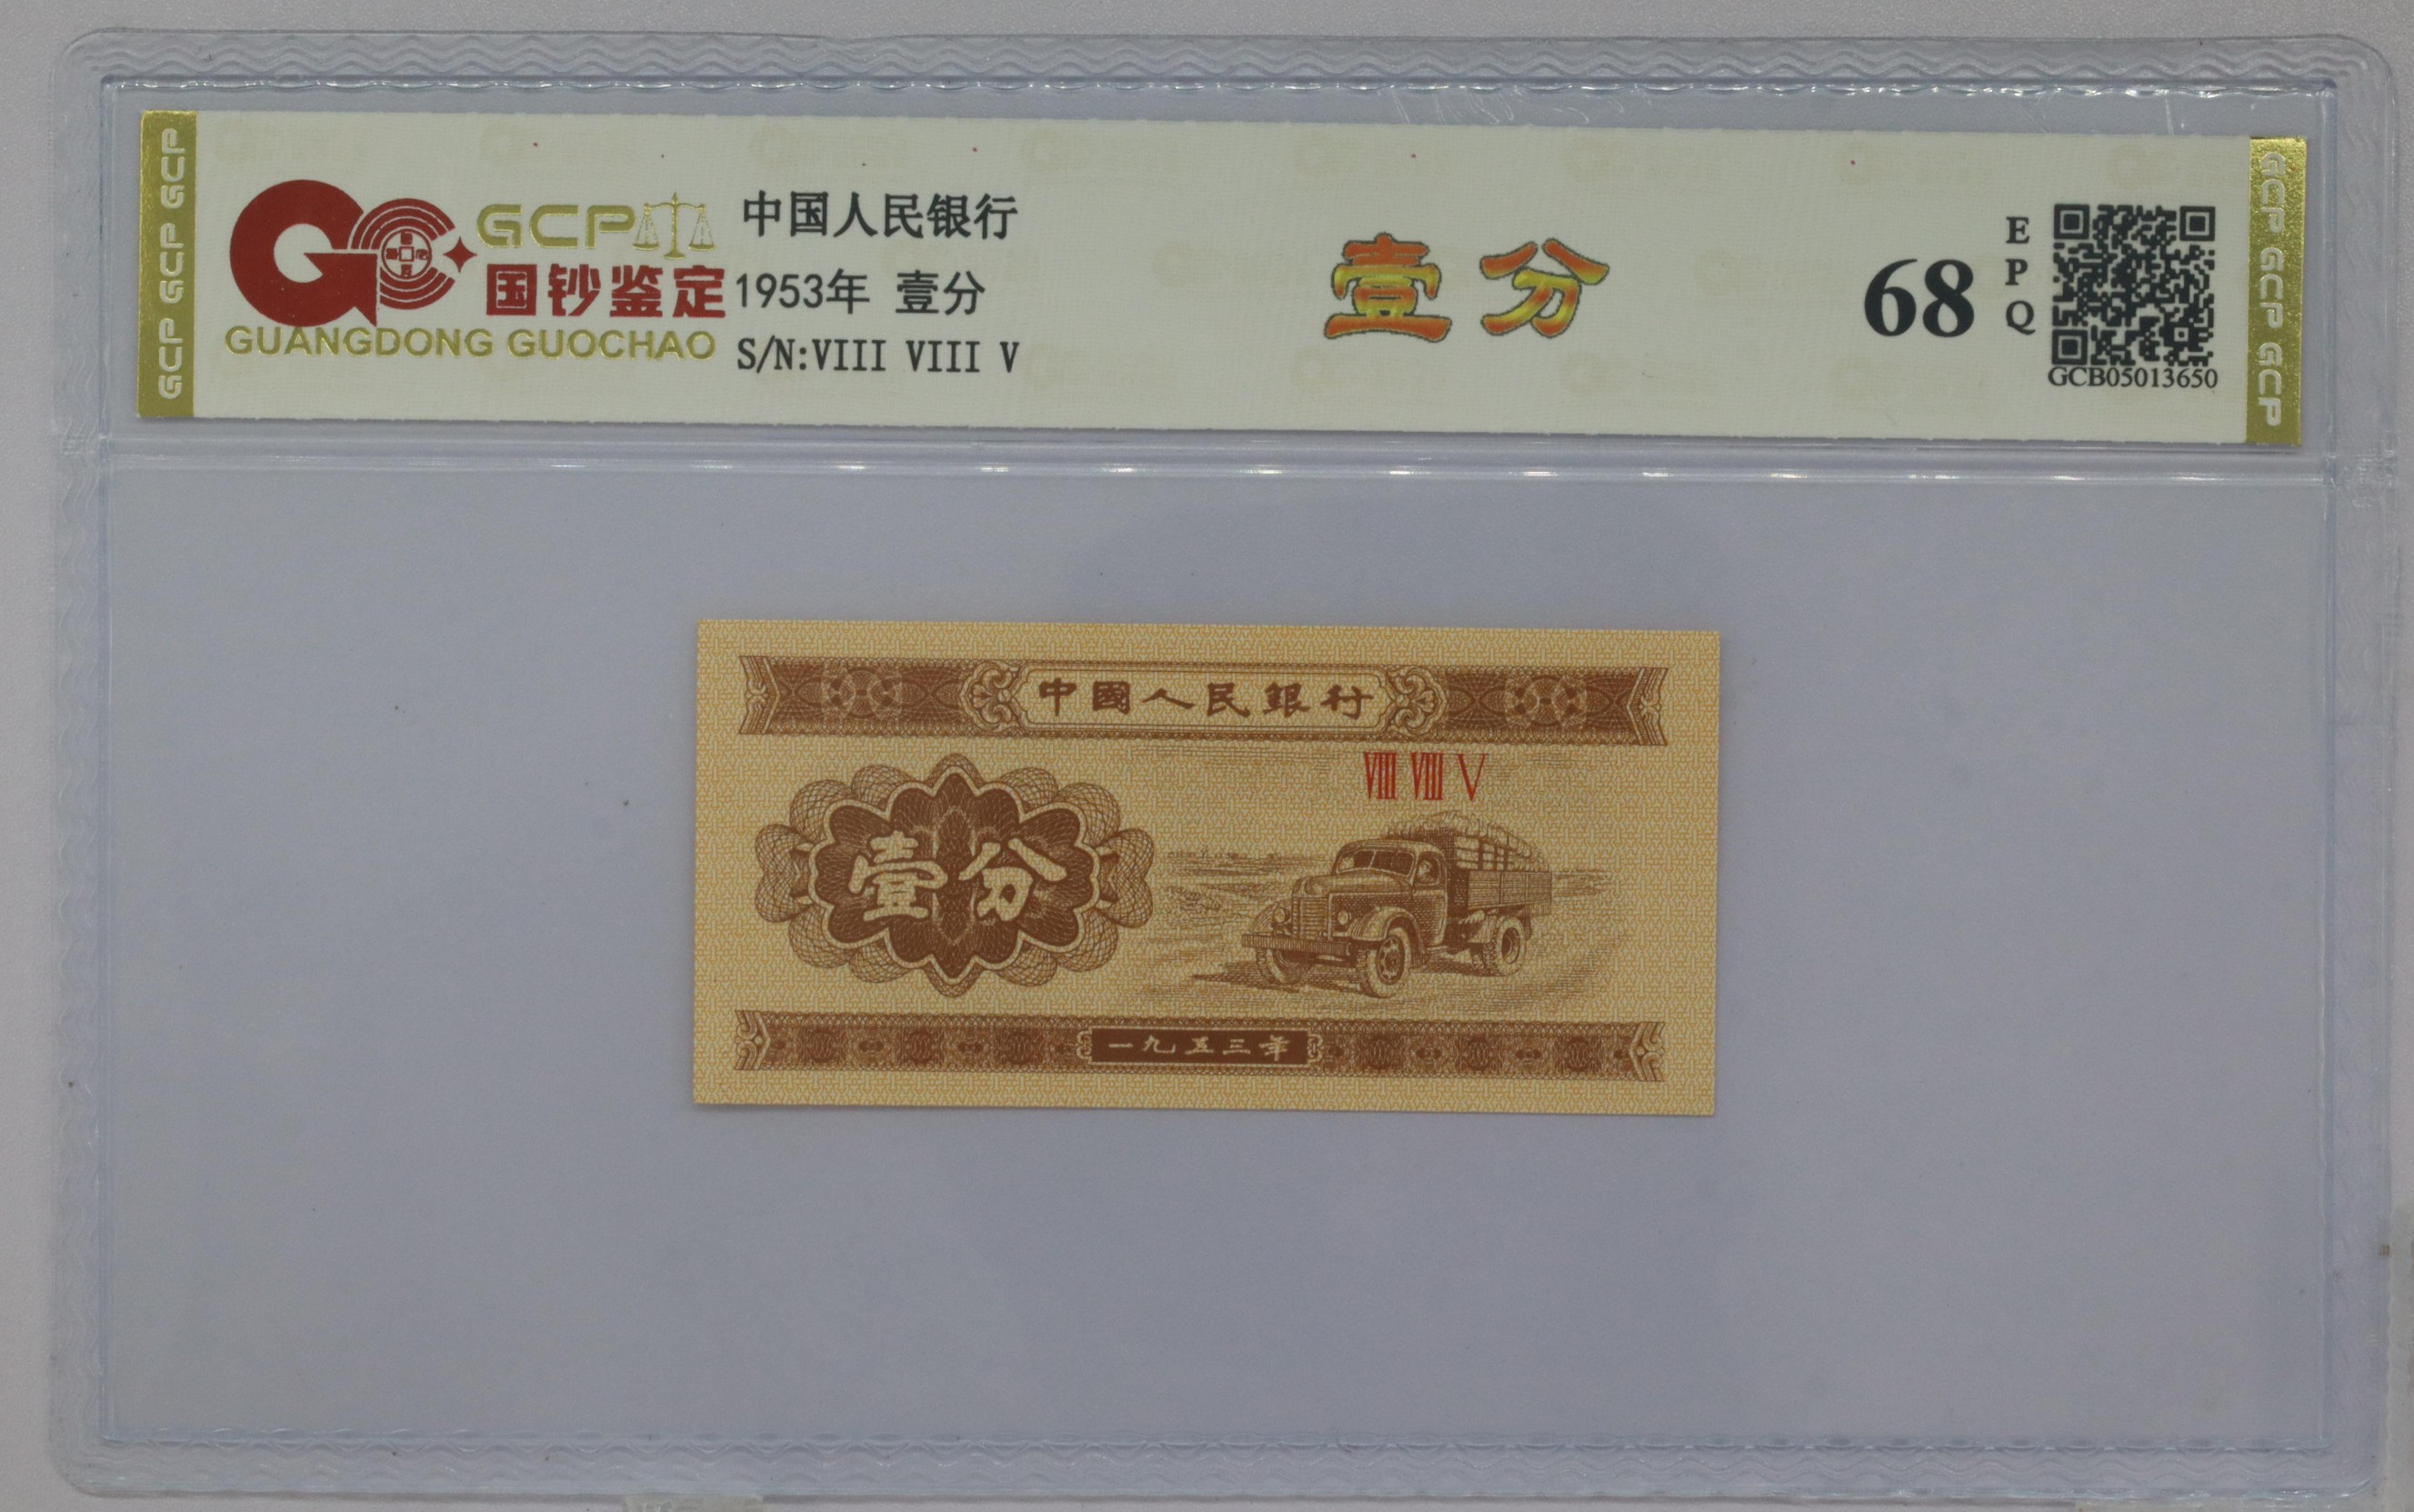 GCP GCP GCP
GCP
国钞鉴定
GUANGDONG GUOCHAO
中国人民银行
1953年 壹分
S/N:VIII VIII V
壹分
68
EPQ
GCB05013650
GCP GCP GCP
中國人民銀行
VIII VIII V
壹分
一九五三年